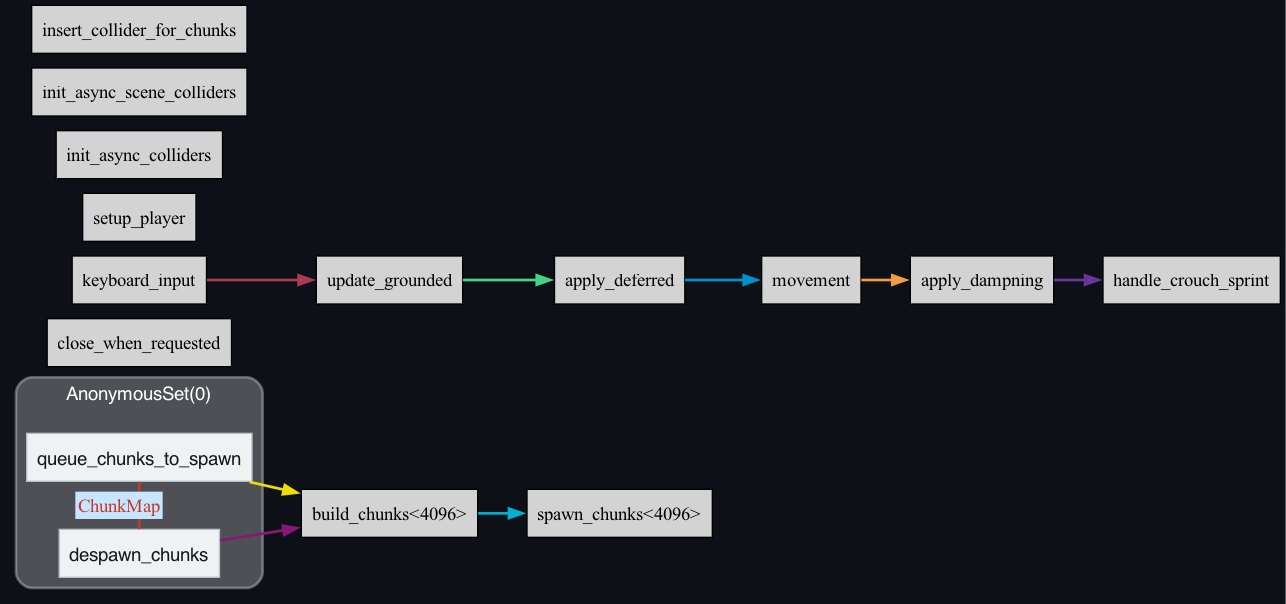 insert_collider_for_chunks
init_async_scene_colliders
init_async_colliders
setup_player
keyboard_input
update_grounded
apply_deferred
movement
apply_dampning
handle_crouch_sprint
close_when_requested
AnonymousSet(0)
queue_chunks_to_spawn
ChunkMap
despawn_chunks
build_chunks<4096>
spawn_chunks<4096>